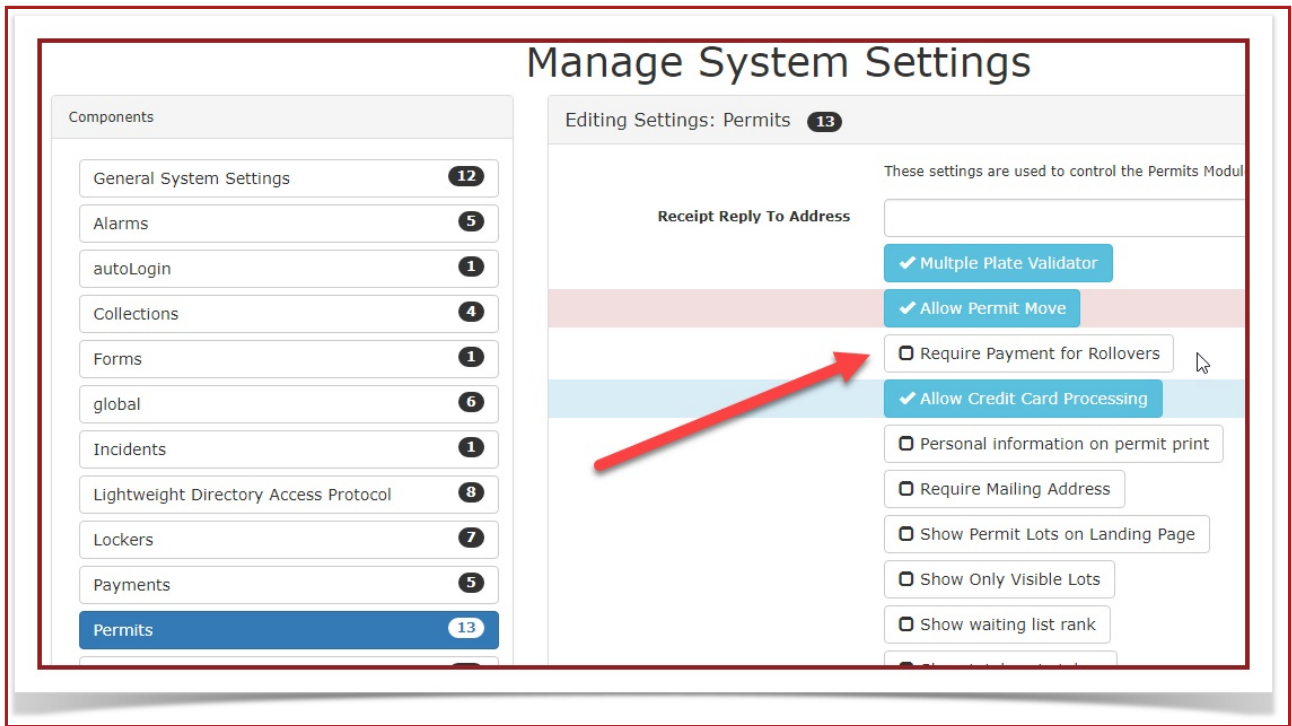 Manage System Settings
Components
General System Settings 12
Alarms 5
autoLogin 1
Collections 4
Forms 1
global 6
Incidents 1
Lightweight Directory Access Protocol 8
Lockers 7
Payments 5
Permits 13
Editing Settings: Permits 13
These settings are used to control the Permits Modul
Receipt Reply To Address
Multple Plate Validator
Allow Permit Move
Require Payment for Rollovers
Allow Credit Card Processing
Personal information on permit print
Require Mailing Address
Show Permit Lots on Landing Page
Show Only Visible Lots
Show waiting list rank